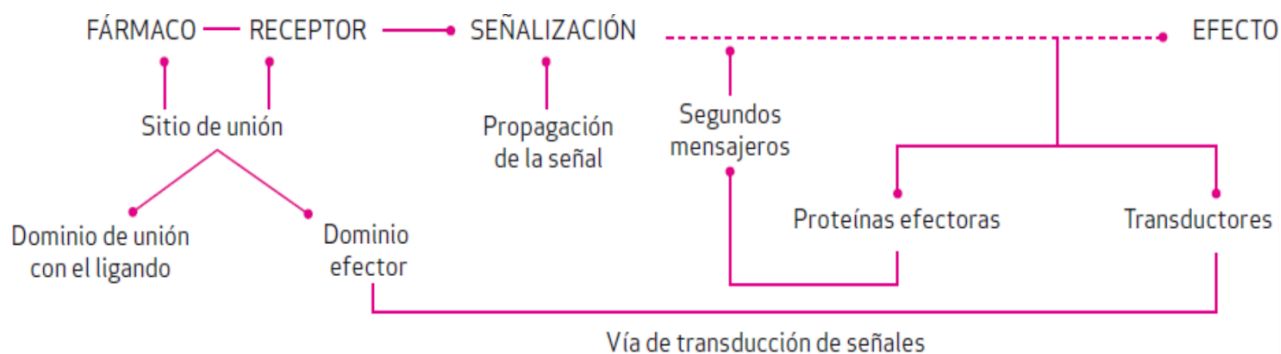 FÁRMACO RECEPTOR SEÑALIZACIÓN EFECTO
Sitio de unión
Propagación
de la señal
Segundos
mensajeros
Dominio de unión
con el ligando
Dominio
efector
Proteínas efectoras
Transductores
Vía de transducción de señales